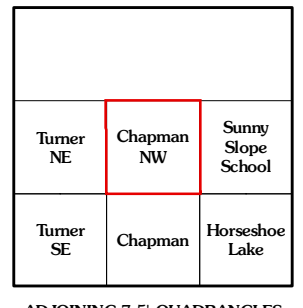 Turner
NE
Chapman
NW
Sunny
Slope
School
Turner
SE
Chapman
Horseshoe
Lake
ADJOINING 7.5' QUADRANGLES